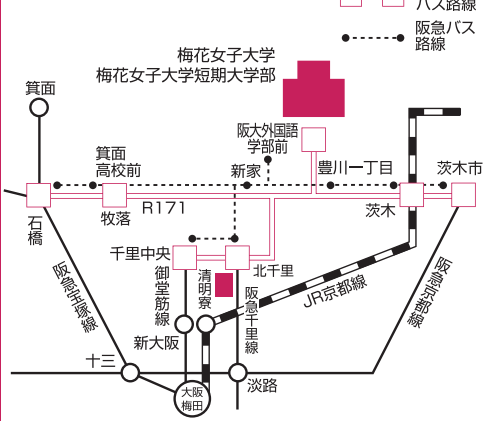 バス路線
阪急バス
路線
梅花女子大学
梅花女子大学短期大学部
箕面
阪大外国語
学部前
箕面
高校前
新家
豊川一丁目
茨木市
石橋
牧落
R171
茨木
千里中央
北千里
御堂筋線
清明寮
阪急千里線
阪急宝塚線
JR京都線
阪急京都線
新大阪
十三
淡路
大阪
梅田